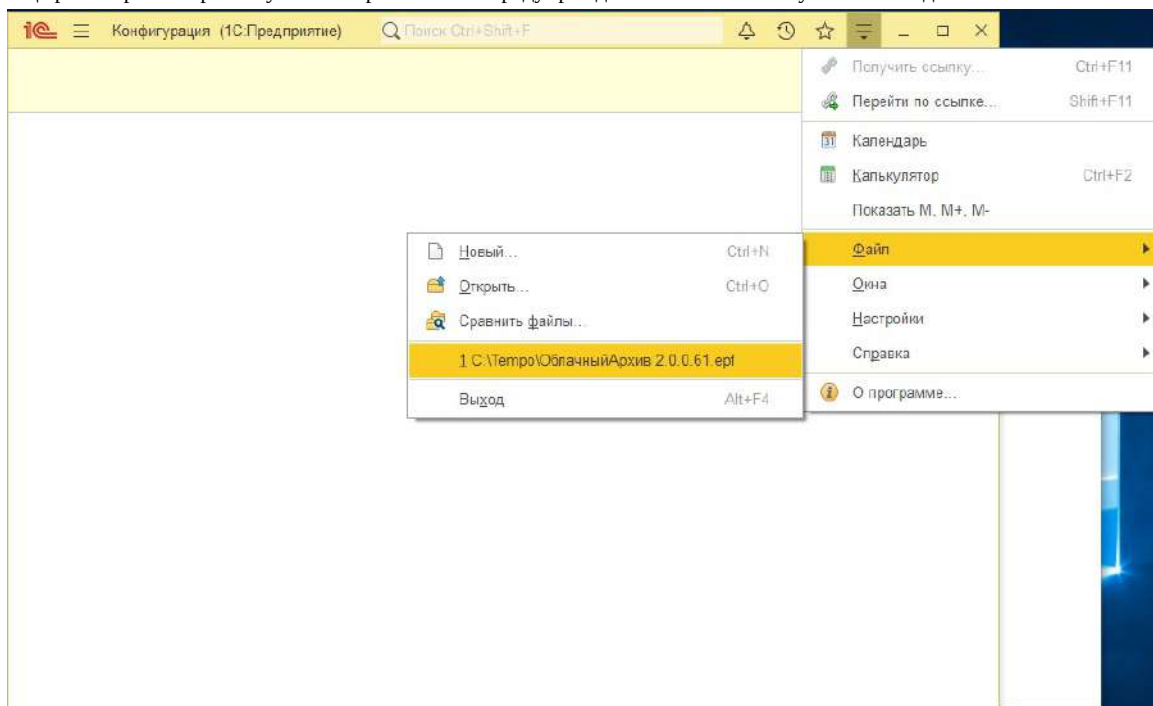 Конфигурация (1С:Предприятие)
Поиск Ctrl+Shift+F
Получить ссылку... Ctrl+F11
Перейти по ссылке... Shift+F11
31 Календарь
Калькулятор Ctrl+F2
Показать M, M+, M-
Файл
Окна
Настройки
Справка
О программе...
Новый... Ctrl+N
Открыть... Ctrl+O
Сравнить файлы...
1 C:\Tempo\ОблачныйАрхив 2.0.0.61.epf
Выход Alt+F4